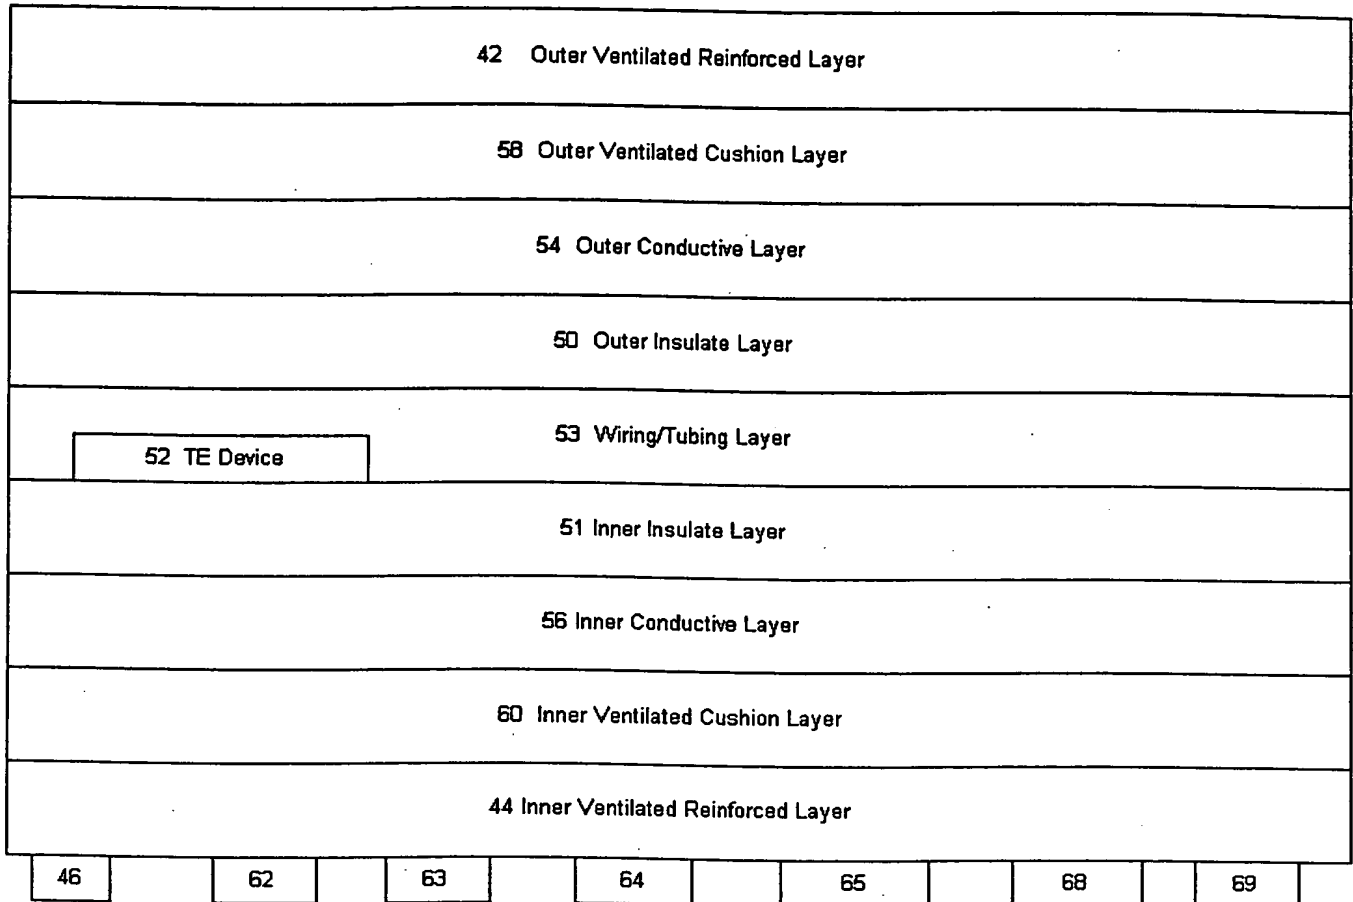 42 Outer Ventilated Reinforced Layer
58 Outer Ventilated Cushion Layer
54 Outer Conductive Layer
50 Outer Insulate Layer
53 Wiring/Tubing Layer
52 TE Device
51 Inner Insulate Layer
56 Inner Conductive Layer
60 Inner Ventilated Cushion Layer
44 Inner Ventilated Reinforced Layer
46 62 63 64 65 68 69